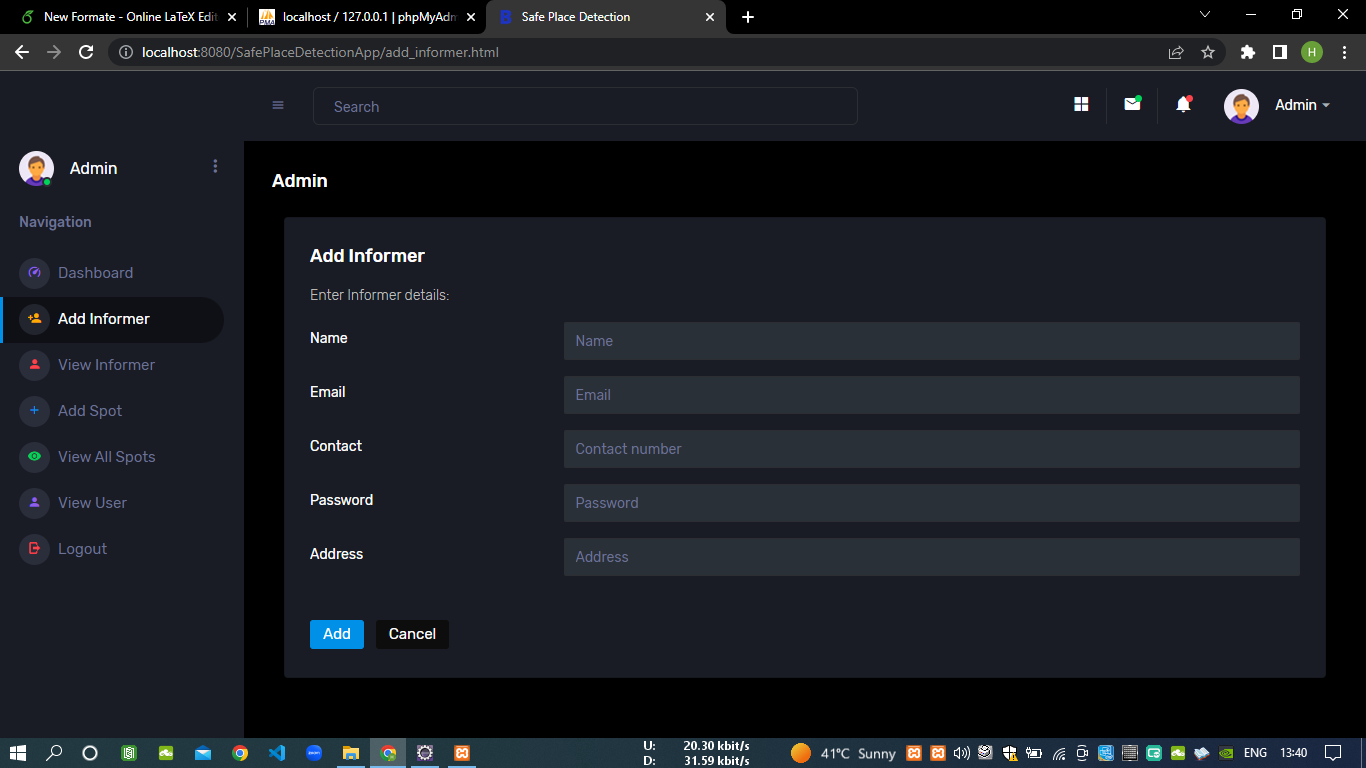 New Formate - Online LaTeX Edit
localhost / 127.0.0.1 | phpMyAdm
Safe Place Detection
localhost:8080/SafePlaceDetectionApp/add_informer.html
H
Search
Admin
Admin
Navigation
Dashboard
Add Informer
View Informer
Add Spot
View All Spots
View User
Logout
Admin
Add Informer
Enter Informer details:
Name
Name
Email
Email
Contact
Contact number
Password
Password
Address
Address
Add
Cancel
U: 20.30 kbit/s
D: 31.59 kbit/s
41°C Sunny
ENG
13:40